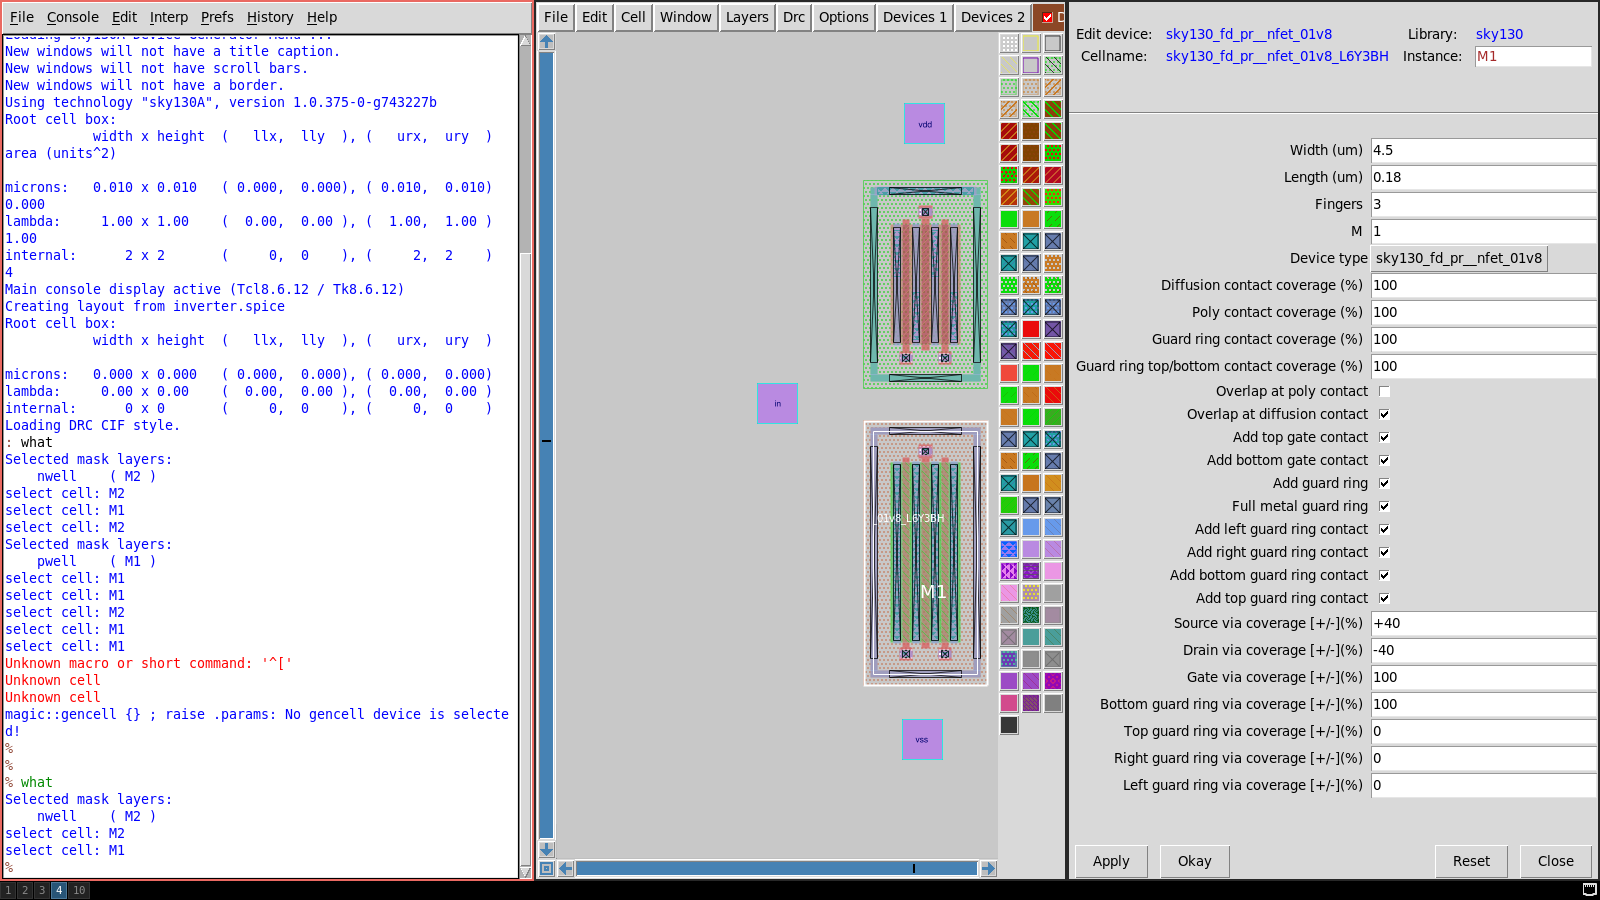 File Console Edit Interp Prefs History Help
New windows will not have a title caption.
New windows will not have scroll bars.
New windows will not have a border.
Using technology "sky130A", version 1.0.375-0-g743227b
Root cell box:
width x height ( llx, lly ), ( urx, ury )
area (units^2)
microns: 0.010 x 0.010 ( 0.000, 0.000), ( 0.010, 0.010)
0.000
lambda: 1.00 x 1.00 ( 0.00, 0.00 ), ( 1.00, 1.00 )
1.00
internal: 2 x 2 ( 0, 0 ), ( 2, 2 )
4
Main console display active (Tcl8.6.12 / Tk8.6.12)
Creating layout from inverter.spice
Root cell box:
width x height ( llx, lly ), ( urx, ury )
microns: 0.000 x 0.000 ( 0.000, 0.000), ( 0.000, 0.000)
lambda: 0.00 x 0.00 ( 0.00, 0.00 ), ( 0.00, 0.00 )
internal: 0 x 0 ( 0, 0 ), ( 0, 0 )
Loading DRC CIF style.
: what
Selected mask layers:
nwell ( M2 )
select cell: M2
select cell: M1
select cell: M2
Selected mask layers:
pwell ( M1 )
select cell: M1
select cell: M1
select cell: M2
select cell: M1
select cell: M1
Unknown macro or short command: '^['
Unknown cell
Unknown cell
magic::gencell {} ; raise .params: No gencell device is selecte
d!
%
%
% what
Selected mask layers:
nwell ( M2 )
select cell: M2
select cell: M1
%
1 2 3 4 10
File Edit Cell Window Layers Drc Options Devices 1 Devices 2
vdd
in
_01v8_L6Y3BH
M1
vss
Edit device: sky130_fd_pr__nfet_01v8 Library: sky130
Cellname: sky130_fd_pr__nfet_01v8_L6Y3BH Instance: M1
Width (um) 4.5
Length (um) 0.18
Fingers 3
M 1
Device type sky130_fd_pr__nfet_01v8
Diffusion contact coverage (%) 100
Poly contact coverage (%) 100
Guard ring contact coverage (%) 100
Guard ring top/bottom contact coverage (%) 100
Overlap at poly contact
Overlap at diffusion contact
Add top gate contact
Add bottom gate contact
Add guard ring
Full metal guard ring
Add left guard ring contact
Add right guard ring contact
Add bottom guard ring contact
Add top guard ring contact
Source via coverage [+/-](%) +40
Drain via coverage [+/-](%) -40
Gate via coverage [+/-](%) 100
Bottom guard ring via coverage [+/-](%) 100
Top guard ring via coverage [+/-](%) 0
Right guard ring via coverage [+/-](%) 0
Left guard ring via coverage [+/-](%) 0
Apply Okay Reset Close